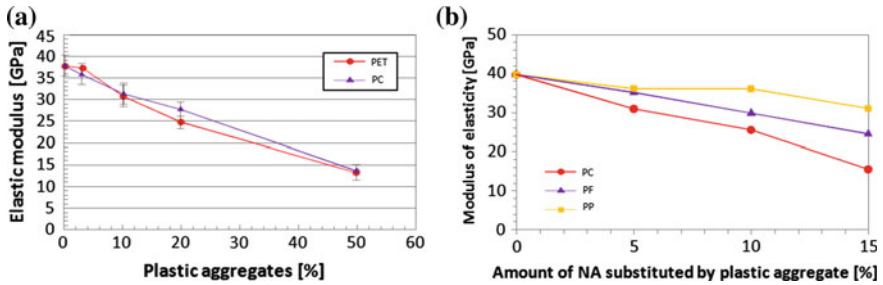 (a)
Elastic modulus [GPa]
45
40
35
30
25
20
15
10
5
0
0 10 20 30 40 50 60
Plastic aggregates [%]
PET
PC
(b)
Modulus of elasticity [GPa]
50
40
30
20
10
0
0 5 10 15
Amount of NA substituted by plastic aggregate [%]
PC
PF
PP